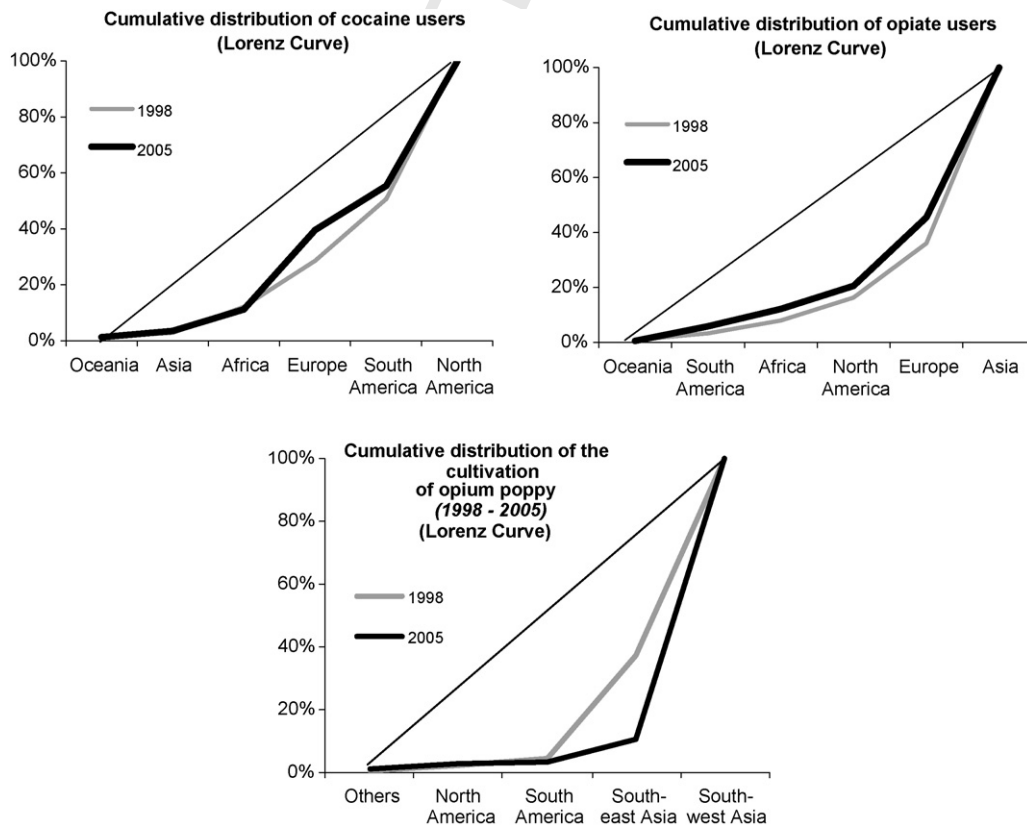 Cumulative distribution of cocaine users
(Lorenz Curve)
100%
80%
60%
40%
20%
0%
1998
2005
Oceania Asia Africa Europe South America North America
Cumulative distribution of opiate users
(Lorenz Curve)
100%
80%
60%
40%
20%
0%
1998
2005
Oceania South America Africa North America Europe Asia
Cumulative distribution of the
cultivation
of opium poppy
(1998 - 2005)
(Lorenz Curve)
100%
80%
60%
40%
20%
0%
1998
2005
Others North America South America South-east Asia South-west Asia